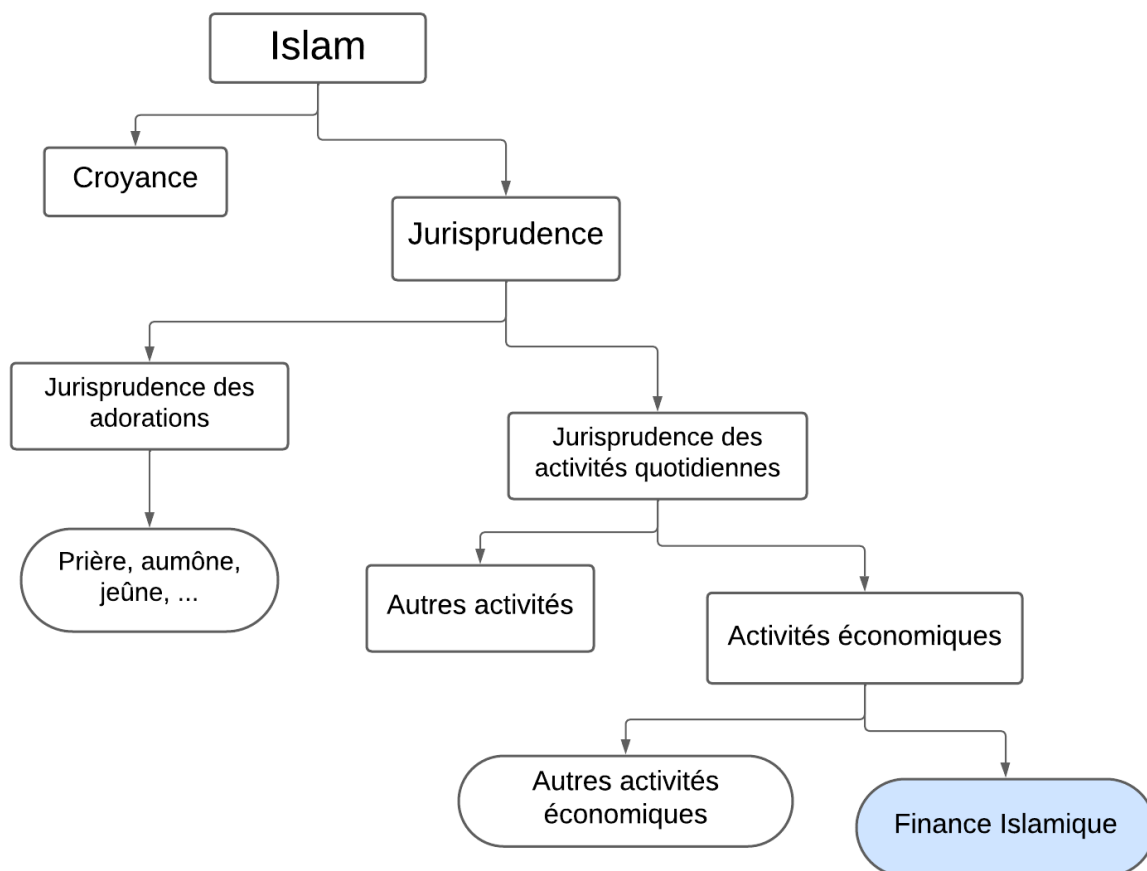 Islam
Croyance
Jurisprudence
Jurisprudence des
adorations
Jurisprudence des
activités quotidiennes
Prière, aumône,
jeûne, ...
Autres activités
Activités économiques
Autres activités
économiques
Finance Islamique